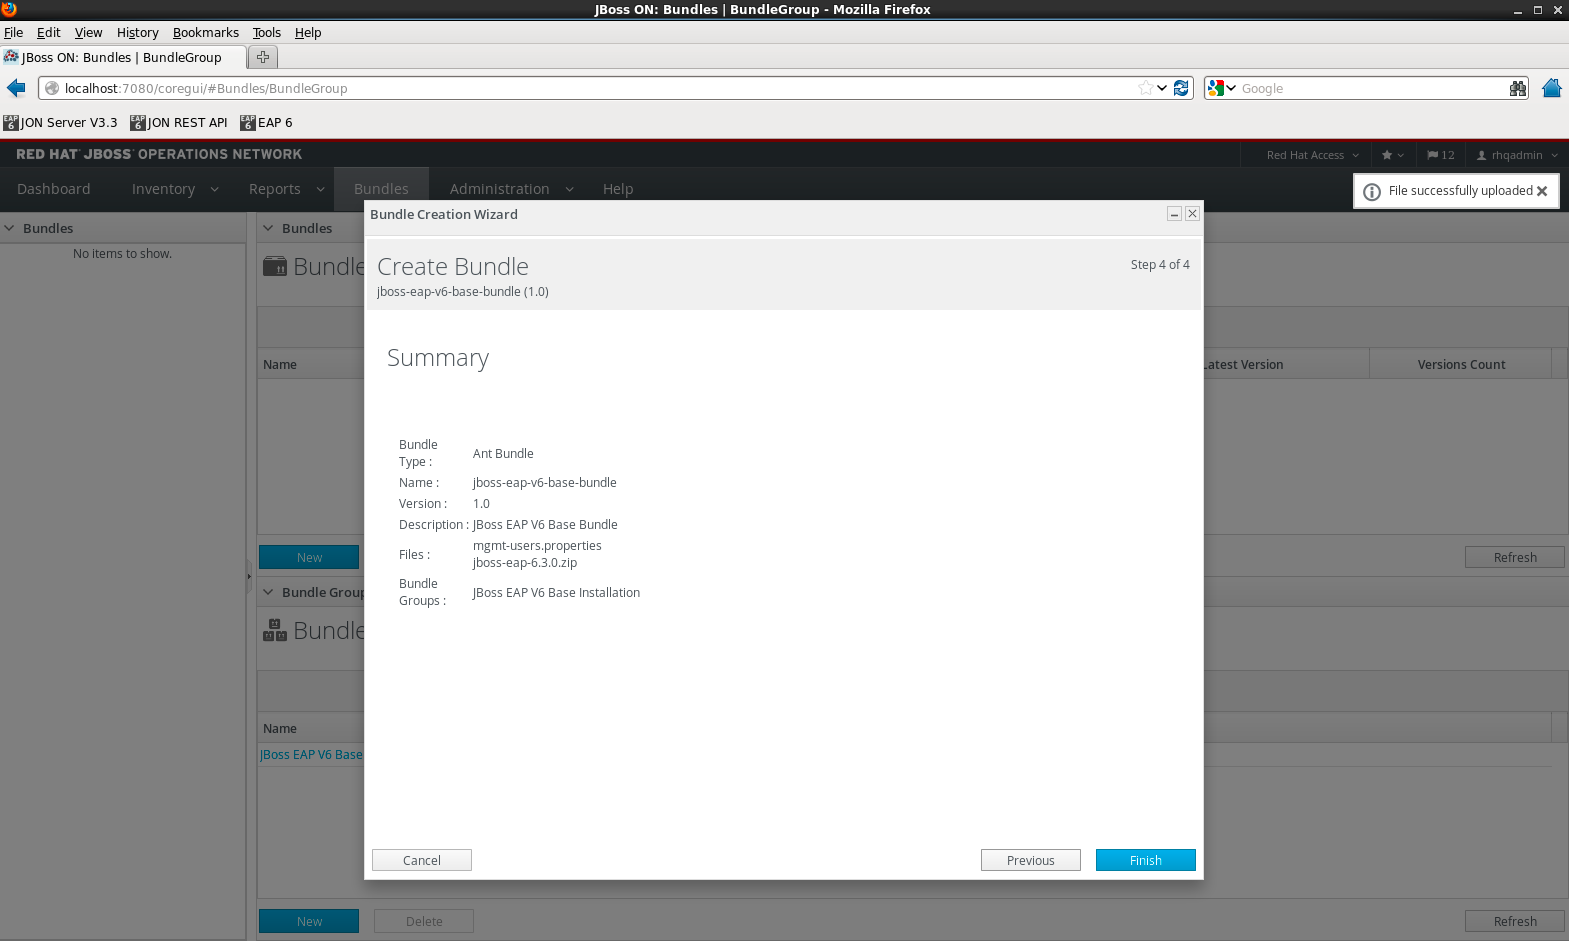 JBoss ON: Bundles | BundleGroup - Mozilla Firefox
File Edit View History Bookmarks Tools Help
JBoss ON: Bundles | BundleGroup
localhost:7080/coregui/#Bundles/BundleGroup
Google
EAP 6 JON Server V3.3 EAP 6 JON REST API EAP 6 EAP 6
RED HAT JBOSS OPERATIONS NETWORK
Red Hat Access
12
rhqadmin
Dashboard Inventory Reports Bundles Administration Help
File successfully uploaded
Bundles
No items to show.
Bundles
Bundle
Name
Latest Version
Versions Count
New
Refresh
Bundle Group
Bundle
Name
JBoss EAP V6 Base
New
Delete
Refresh
Bundle Creation Wizard
Create Bundle
Step 4 of 4
jboss-eap-v6-base-bundle (1.0)
Summary
Bundle
Type : Ant Bundle
Name : jboss-eap-v6-base-bundle
Version : 1.0
Description : JBoss EAP V6 Base Bundle
Files : mgmt-users.properties
jboss-eap-6.3.0.zip
Bundle
Groups : JBoss EAP V6 Base Installation
Cancel
Previous
Finish